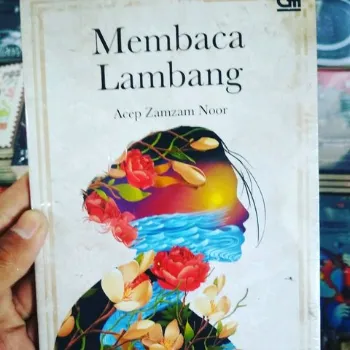 Membaca
Lambang
Acep Zamzam Noor